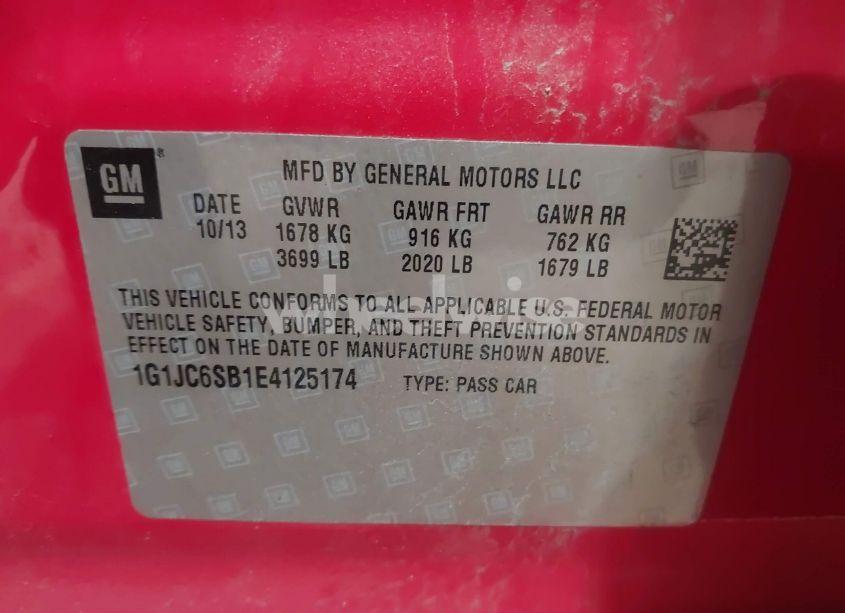 GM
MFD BY GENERAL MOTORS LLC
DATE GVWR GAWR FRT GAWR RR
10/13 1678 KG 916 KG 762 KG
3699 LB 2020 LB 1679 LB
THIS VEHICLE CONFORMS TO ALL APPLICABLE U.S. FEDERAL MOTOR
VEHICLE SAFETY, BUMPER, AND THEFT PREVENTION STANDARDS IN
EFFECT ON THE DATE OF MANUFACTURE SHOWN ABOVE.
1G1JC6SB1E4125174 TYPE: PASS CAR